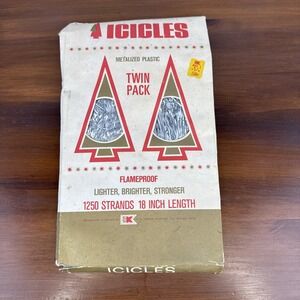 ICICLES
METALIZED PLASTIC
TWIN
PACK
FLAMEPROOF
LIGHTER, BRIGHTER, STRONGER
1250 STRANDS 18 INCH LENGTH
K
ICICLES